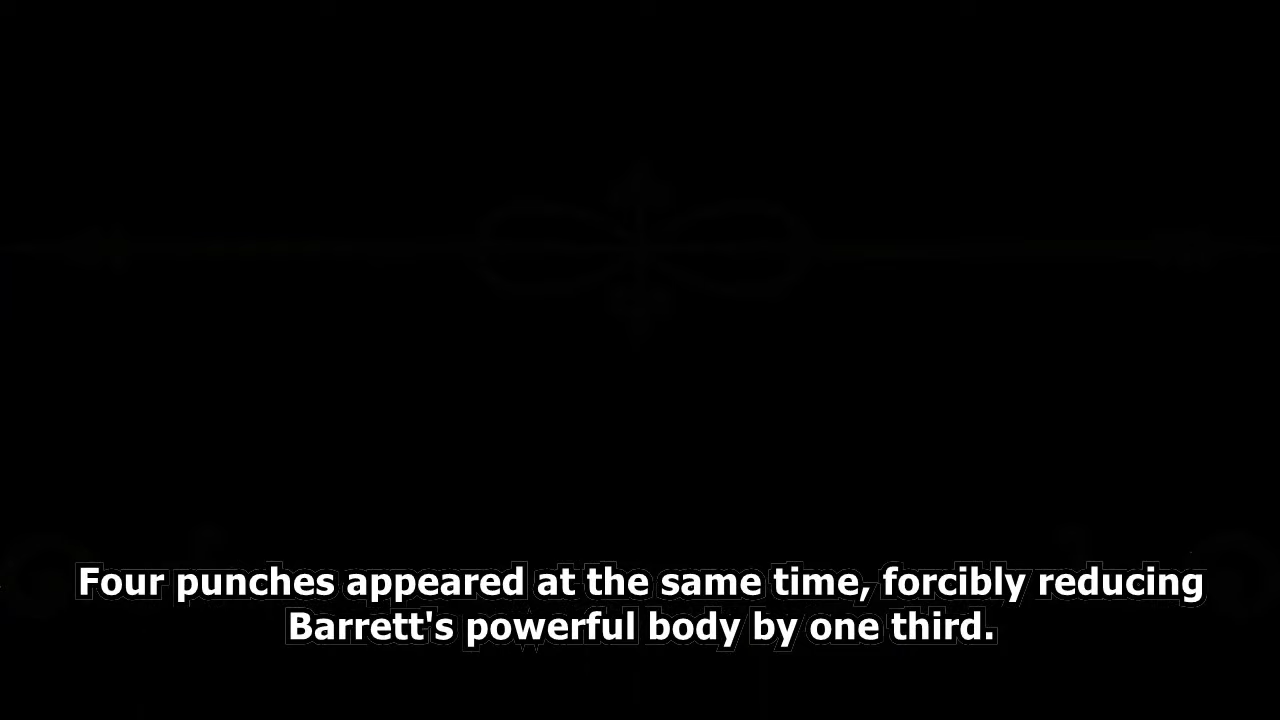 Four punches appeared at the same time, forcibly reducing
Barrett's powerful body by one third.